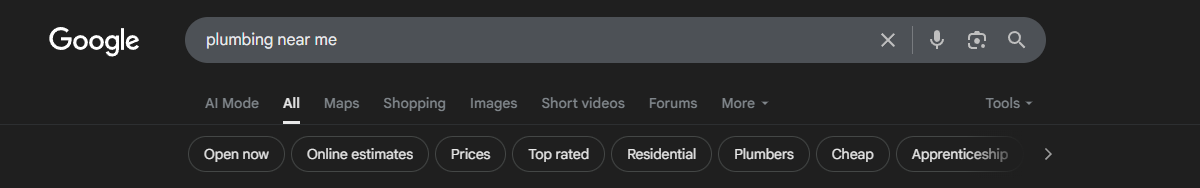 Google plumbing near me
AI Mode All Maps Shopping Images Short videos Forums More Tools
Open now Online estimates Prices Top rated Residential Plumbers Cheap Apprenticeship